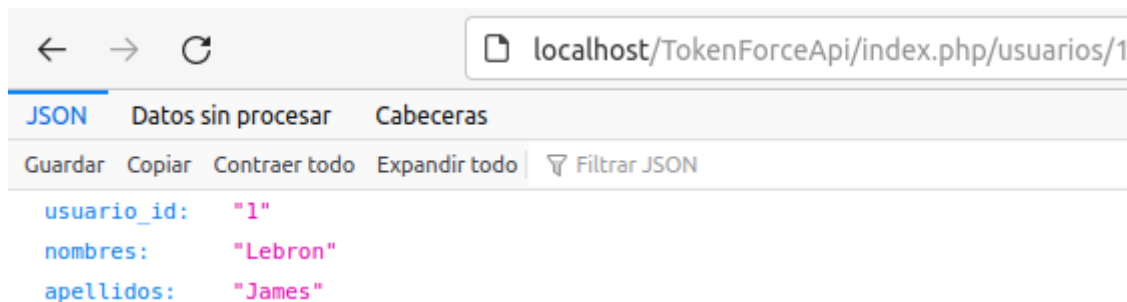 localhost/TokenForceApi/index.php/usuarios/1
JSON Datos sin procesar Cabeceras
Guardar Copiar Contraer todo Expandir todo Filtrar JSON
usuario_id: "1"
nombres: "Lebron"
apellidos: "James"